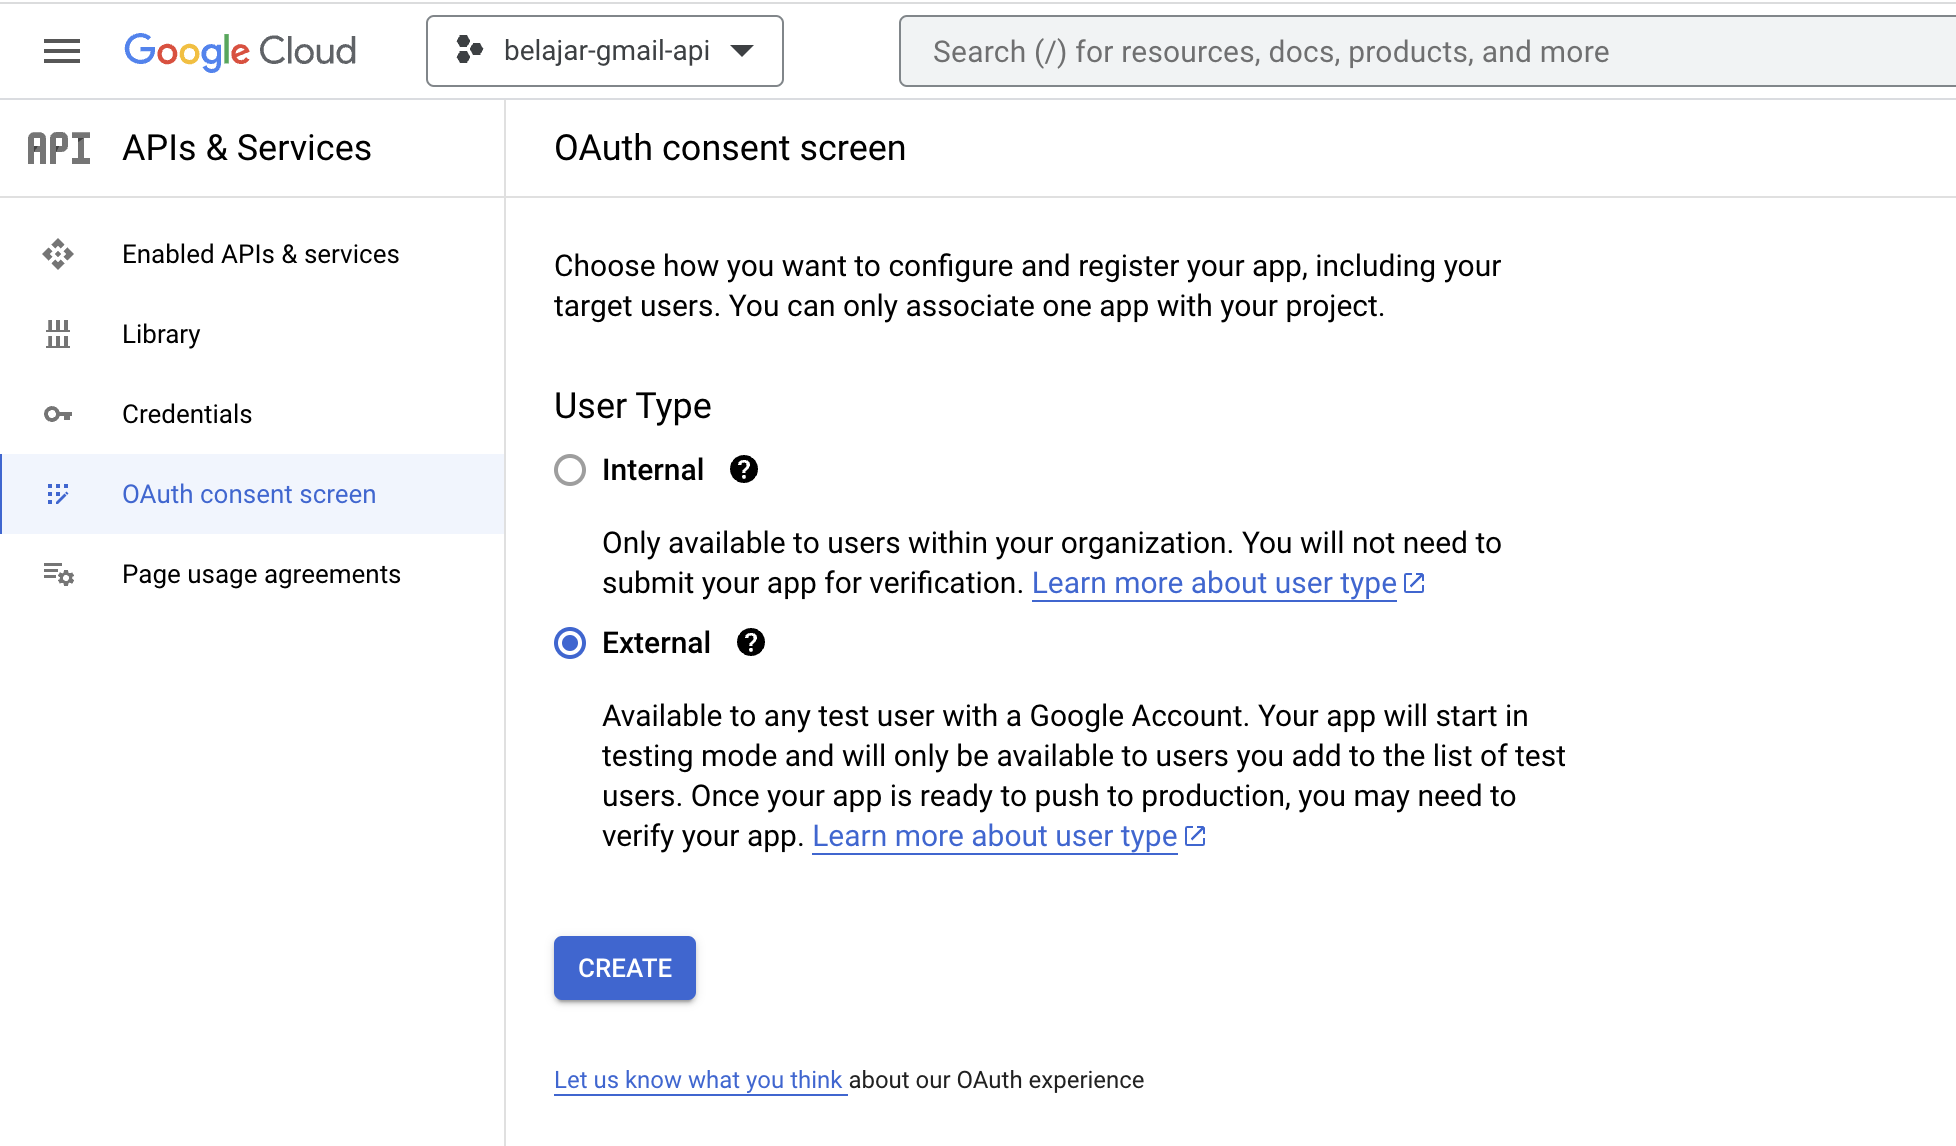 Google Cloud
belajar-gmail-api
Search (/) for resources, docs, products, and more
API
APIs & Services
OAuth consent screen
Enabled APIs & services
Library
Credentials
OAuth consent screen
Page usage agreements
Choose how you want to configure and register your app, including your
target users. You can only associate one app with your project.
User Type
Internal
Only available to users within your organization. You will not need to
submit your app for verification. Learn more about user type
External
Available to any test user with a Google Account. Your app will start in
testing mode and will only be available to users you add to the list of test
users. Once your app is ready to push to production, you may need to
verify your app. Learn more about user type
CREATE
Let us know what you think about our OAuth experience